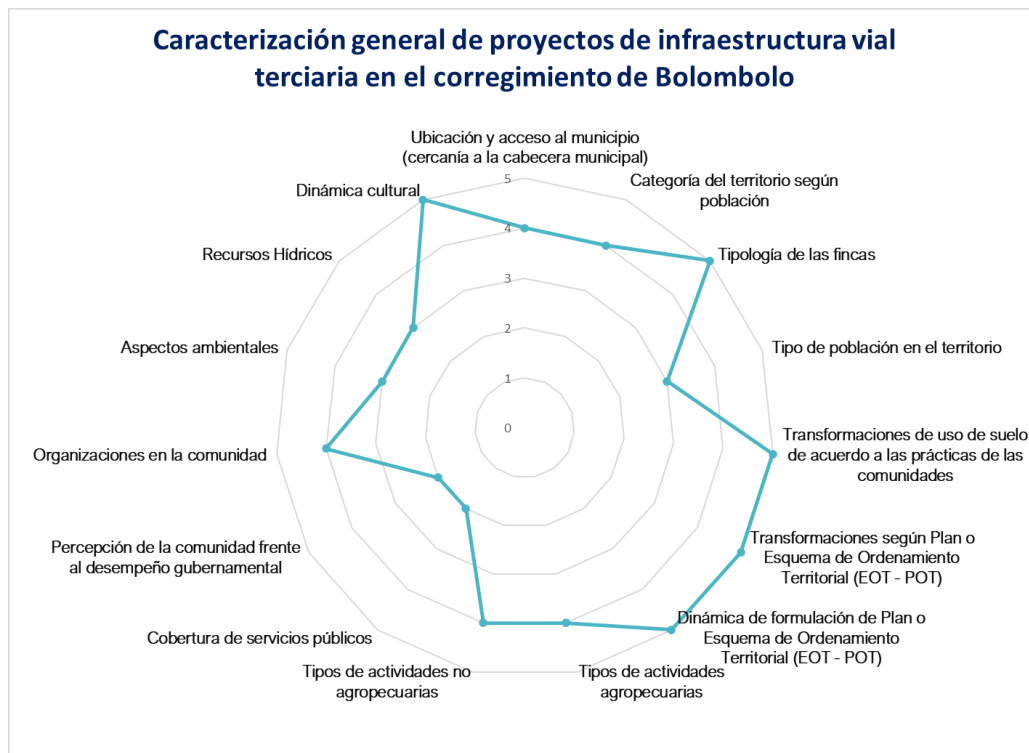 Caracterización general de proyectos de infraestructura vial
terciaria en el corregimiento de Bolombolo
Ubicación y acceso al municipio
(cercanía a la cabecera municipal)
Categoría del territorio según
población
Tipología de las fincas
Tipo de población en el territorio
Transformaciones de uso de suelo
de acuerdo a las prácticas de las
comunidades
Transformaciones según Plan o
Esquema de Ordenamiento
Territorial (EOT - POT)
Dinámica de formulación de Plan o
Esquema de Ordenamiento
Territorial (EOT - POT)
Tipos de actividades
agropecuarias
Tipos de actividades no
agropecuarias
Cobertura de servicios públicos
Percepción de la comunidad frente
al desempeño gubernamental
Organizaciones en la comunidad
Aspectos ambientales
Recursos Hídricos
Dinámica cultural
5
4
3
2
1
0